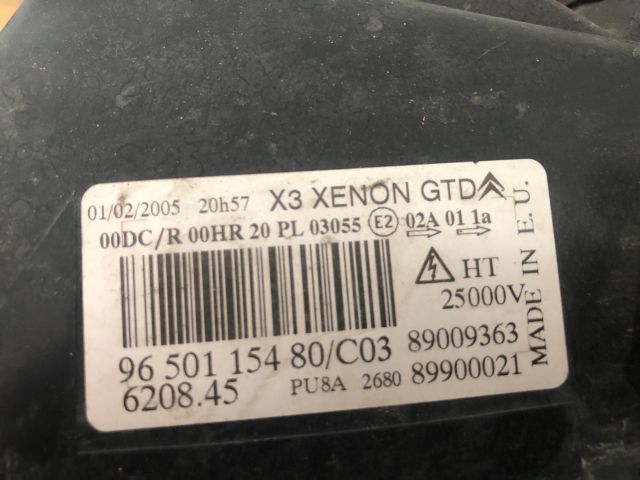 01/02/2005 20h57 X3 XENON GTD
00DC/R 00HR 20 PL 03055 E2 02A 01 1a
HT
25000V
96 501 154 80/C03 89009363
6208.45 PU8A 2680 89900021
MADE IN E.U.